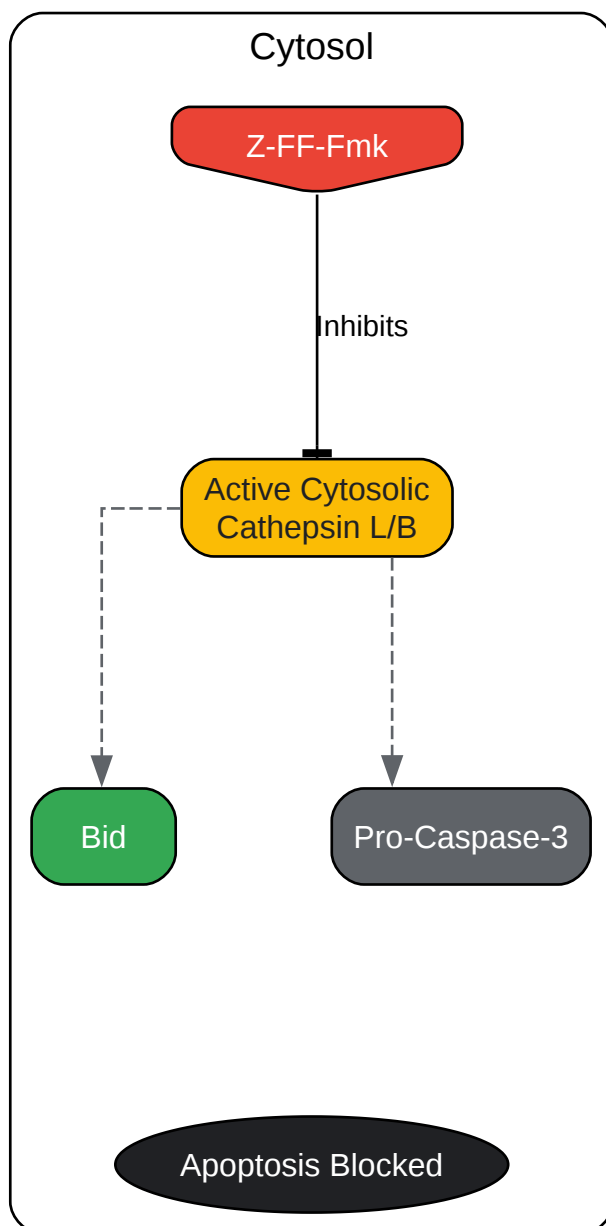 Cytosol
Z-FF-Fmk
Inhibits
Active Cytosolic
Cathepsin L/B
Bid
Pro-Caspase-3
Apoptosis Blocked